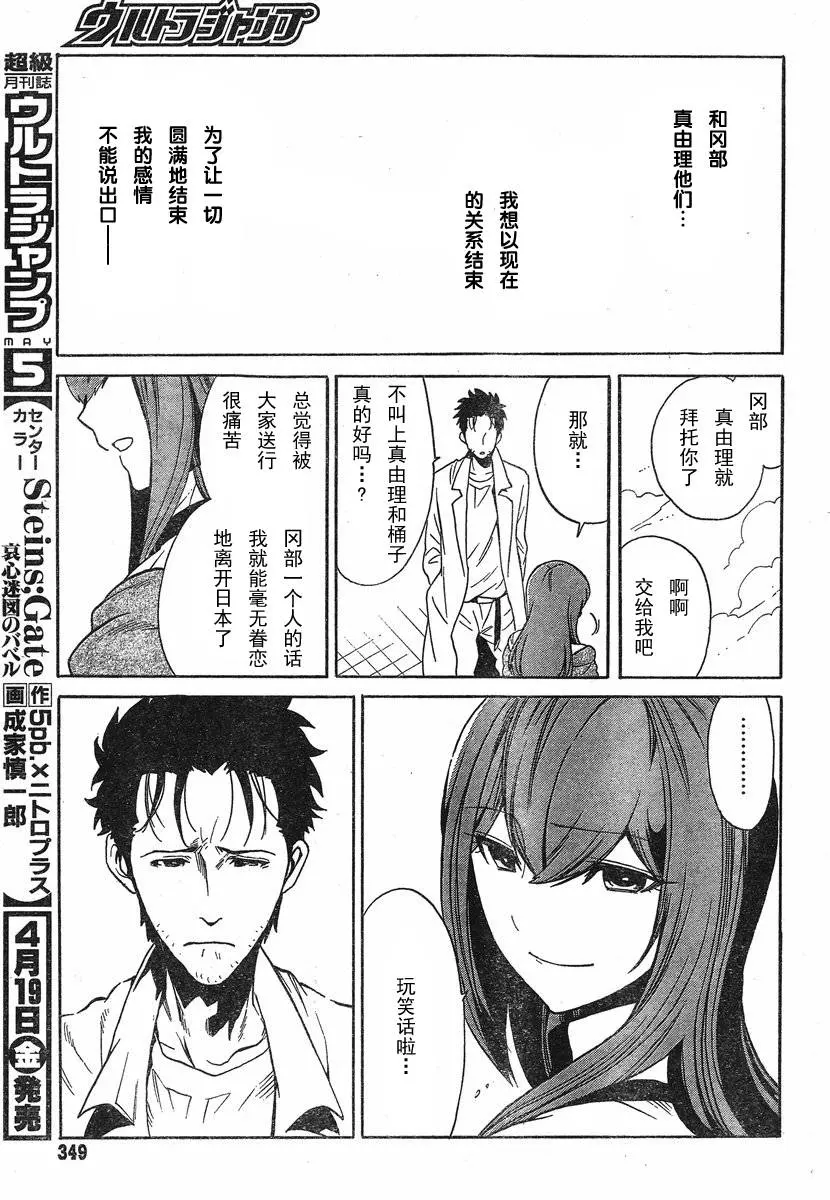 ウルトラジャンプ
和冈部
真由理他们…
我想以现在
的关系结束
为了让一切
圆满地结束
我的感情
不能说出口——
冈部
真由理就
拜托你了
啊啊
交给我吧
那就…
不叫上真由理和桶子
真的好吗…?
总觉得被
大家送行
很痛苦
冈部一个人的话
我就能毫无眷恋
地离开日本了
…………
玩笑话啦…
超級
月刊誌
ウルトラジャンプ
MAY
5
センター
カラー
Steins;Gate
哀心迷図のバベル
作 5pb.×ニトロプラス
画 成家慎一郎
4月19日金発売
349